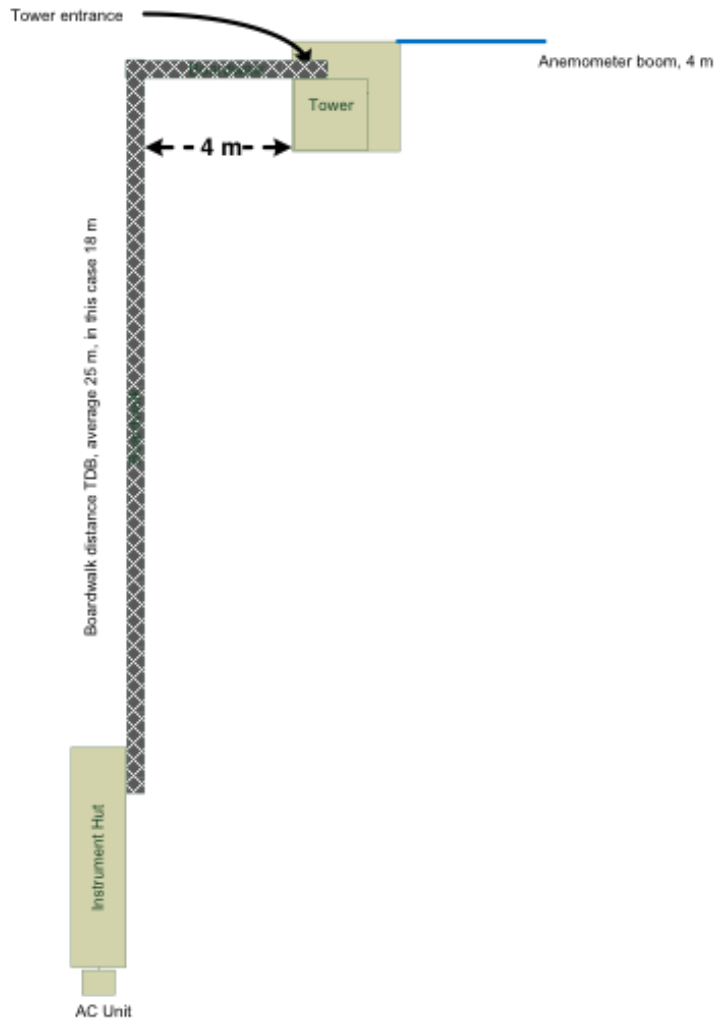 Tower entrance
Anemometer boom, 4 m
Tower
4 m
Boardwalk distance TDB, average 25 m, in this case 18 m
Instrument Hut
AC Unit